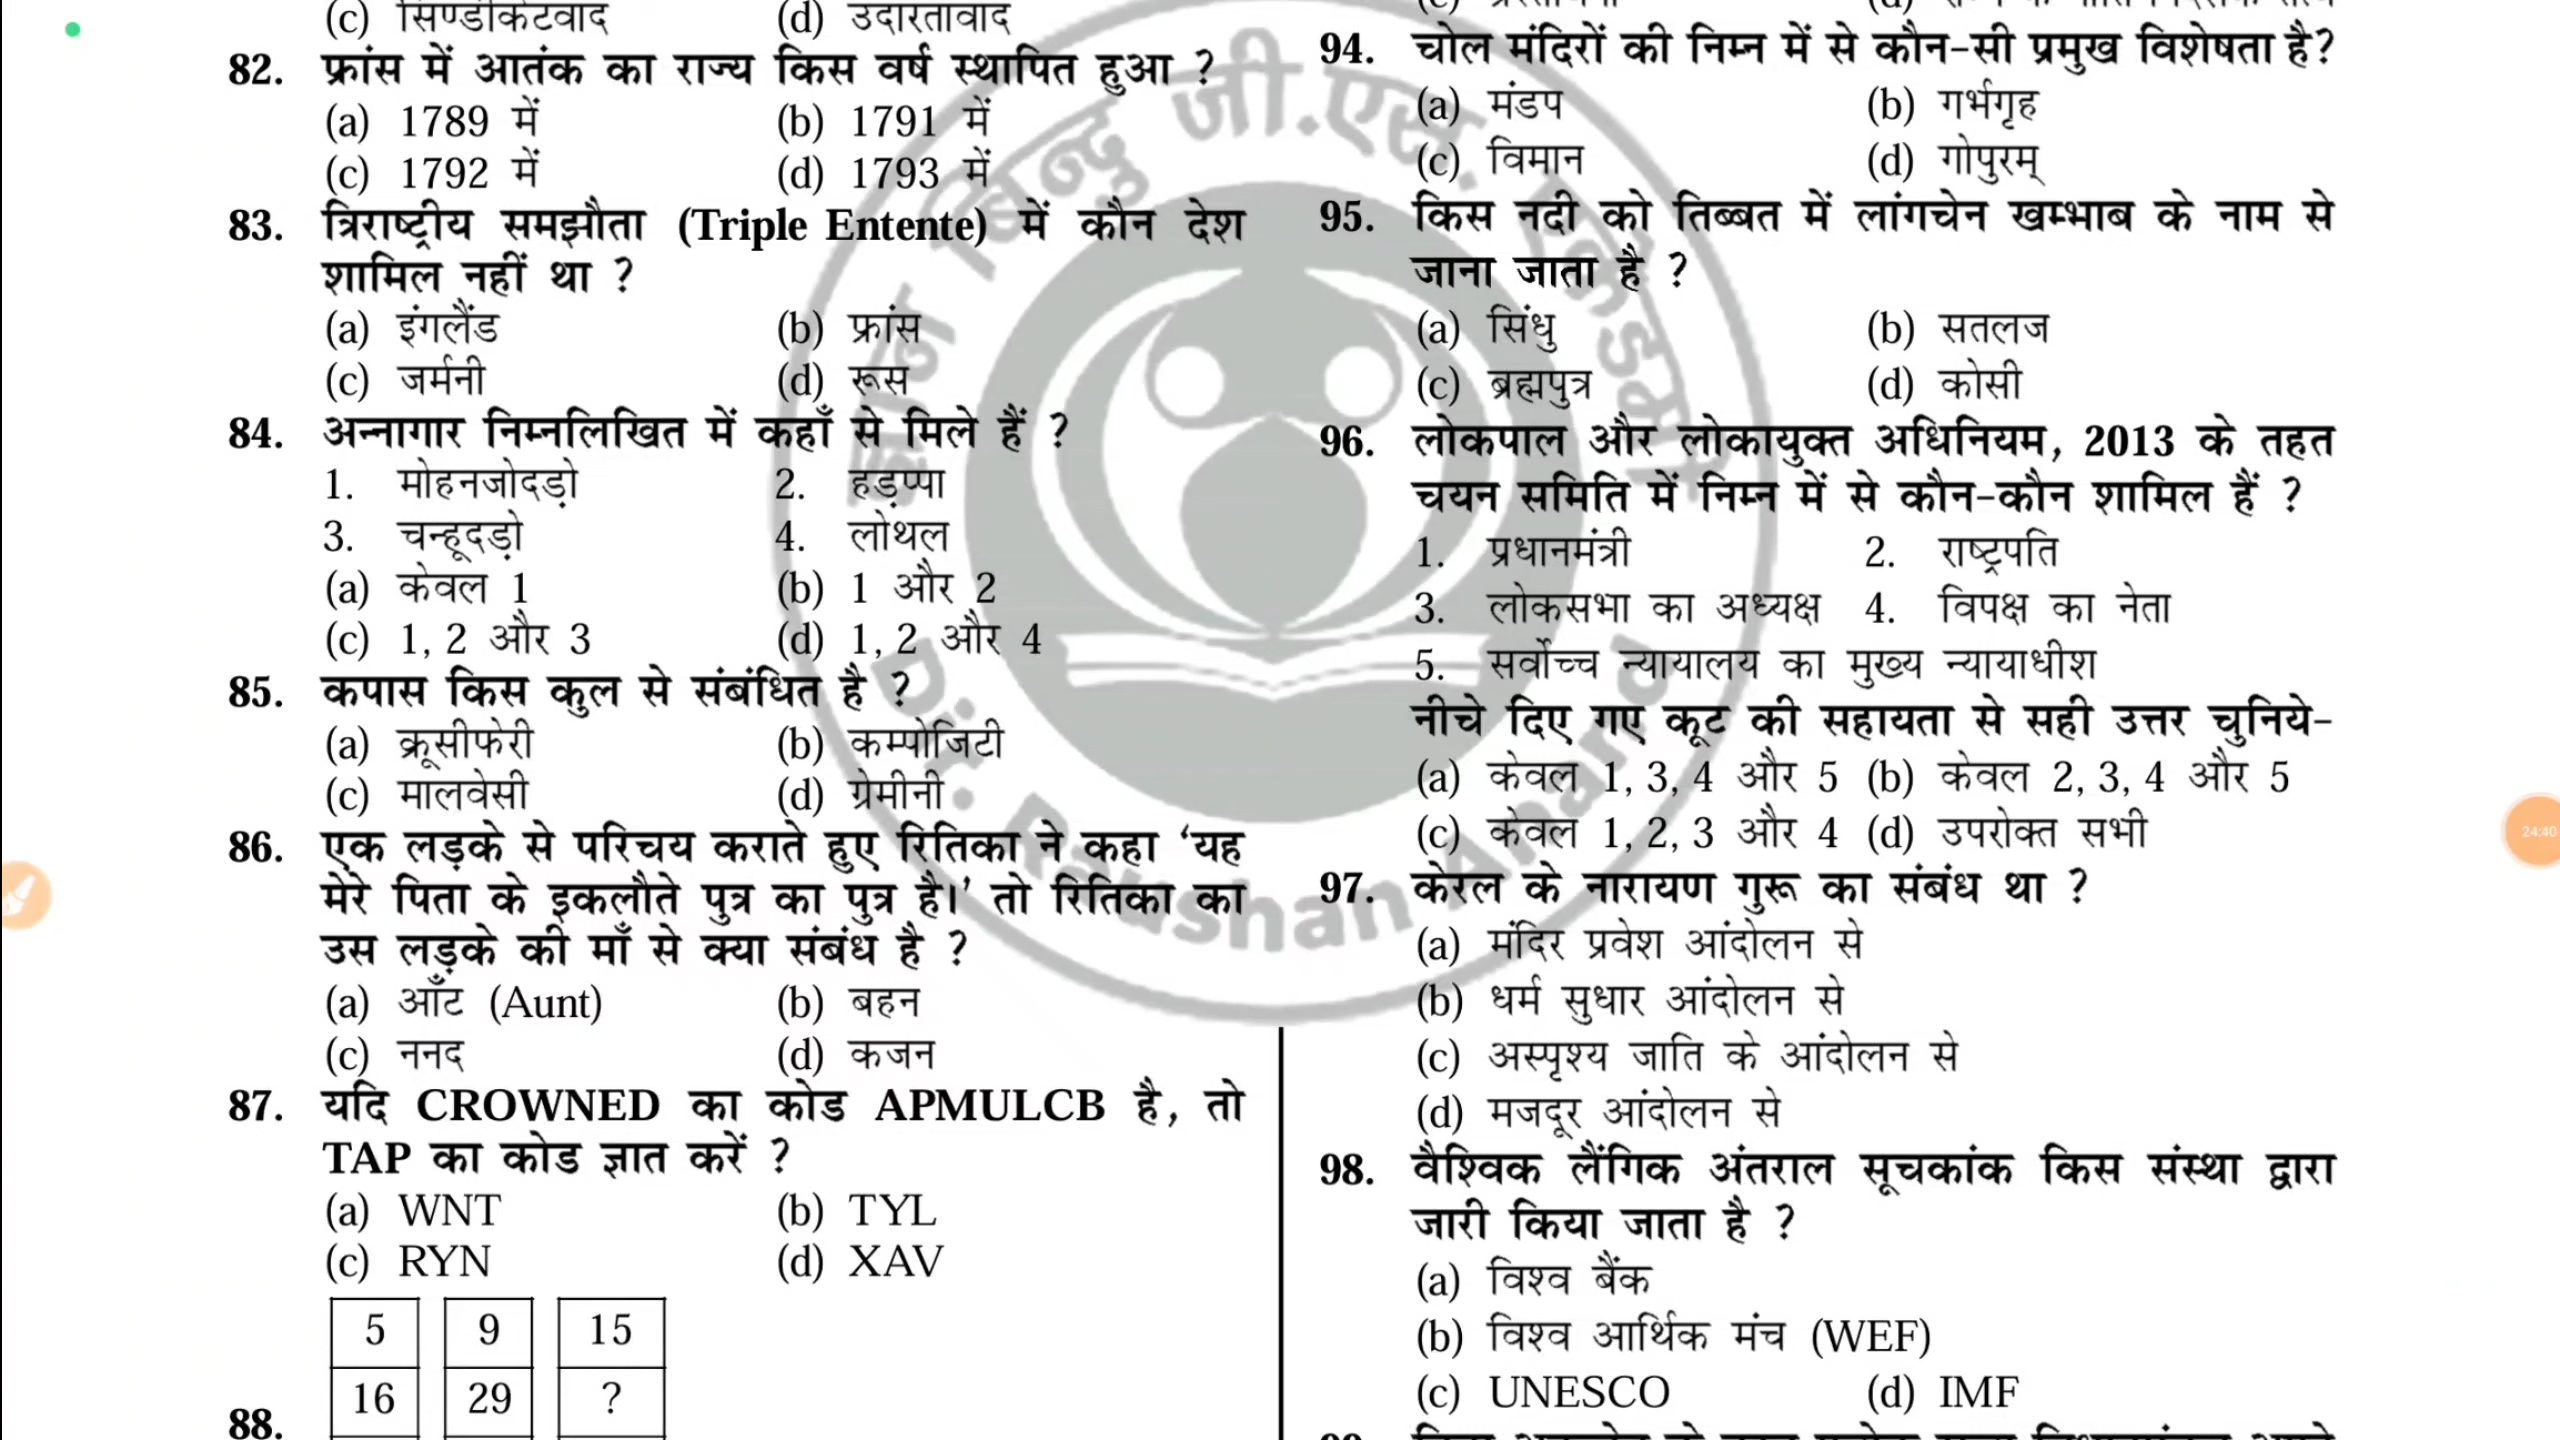 (c) सिण्डीकेटवाद (d) उदारतावाद
82. फ्रांस में आतंक का राज्य किस वर्ष स्थापित हुआ ?
(a) 1789 में (b) 1791 में
(c) 1792 में (d) 1793 में
83. त्रिराष्ट्रीय समझौता (Triple Entente) में कौन देश
शामिल नहीं था ?
(a) इंगलैंड (b) फ्रांस
(c) जर्मनी (d) रूस
84. अन्नागार निम्नलिखित में कहाँ से मिले हैं ?
1. मोहनजोदड़ो 2. हड़प्पा
3. चन्हूदड़ो 4. लोथल
(a) केवल 1 (b) 1 और 2
(c) 1, 2 और 3 (d) 1, 2 और 4
85. कपास किस कुल से संबंधित है ?
(a) क्रूसीफेरी (b) कम्पोजिटी
(c) मालवेसी (d) ग्रेमीनी
86. एक लड़के से परिचय कराते हुए रितिका ने कहा ‘यह
मेरे पिता के इकलौते पुत्र का पुत्र है।’ तो रितिका का
उस लड़के की माँ से क्या संबंध है ?
(a) आँट (Aunt) (b) बहन
(c) ननद (d) कजन
87. यदि CROWNED का कोड APMULCB है, तो
TAP का कोड ज्ञात करें ?
(a) WNT (b) TYL
(c) RYN (d) XAV
5 9 15
16 29 ?
88.
94. चोल मंदिरों की निम्न में से कौन-सी प्रमुख विशेषता है?
(a) मंडप (b) गर्भगृह
(c) विमान (d) गोपुरम्
95. किस नदी को तिब्बत में लांगचेन खम्भाब के नाम से
जाना जाता है ?
(a) सिंधु (b) सतलज
(c) ब्रह्मपुत्र (d) कोसी
96. लोकपाल और लोकायुक्त अधिनियम, 2013 के तहत
चयन समिति में निम्न में से कौन-कौन शामिल हैं ?
1. प्रधानमंत्री 2. राष्ट्रपति
3. लोकसभा का अध्यक्ष 4. विपक्ष का नेता
5. सर्वोच्च न्यायालय का मुख्य न्यायाधीश
नीचे दिए गए कूट की सहायता से सही उत्तर चुनिये-
(a) केवल 1, 3, 4 और 5 (b) केवल 2, 3, 4 और 5
(c) केवल 1, 2, 3 और 4 (d) उपरोक्त सभी
97. केरल के नारायण गुरू का संबंध था ?
(a) मंदिर प्रवेश आंदोलन से
(b) धर्म सुधार आंदोलन से
(c) अस्पृश्य जाति के आंदोलन से
(d) मजदूर आंदोलन से
98. वैश्विक लैंगिक अंतराल सूचकांक किस संस्था द्वारा
जारी किया जाता है ?
(a) विश्व बैंक
(b) विश्व आर्थिक मंच (WEF)
(c) UNESCO (d) IMF
ज्ञान बिन्दु जी.एस. एकेडमी
Dr. Raushan Anand
24:40